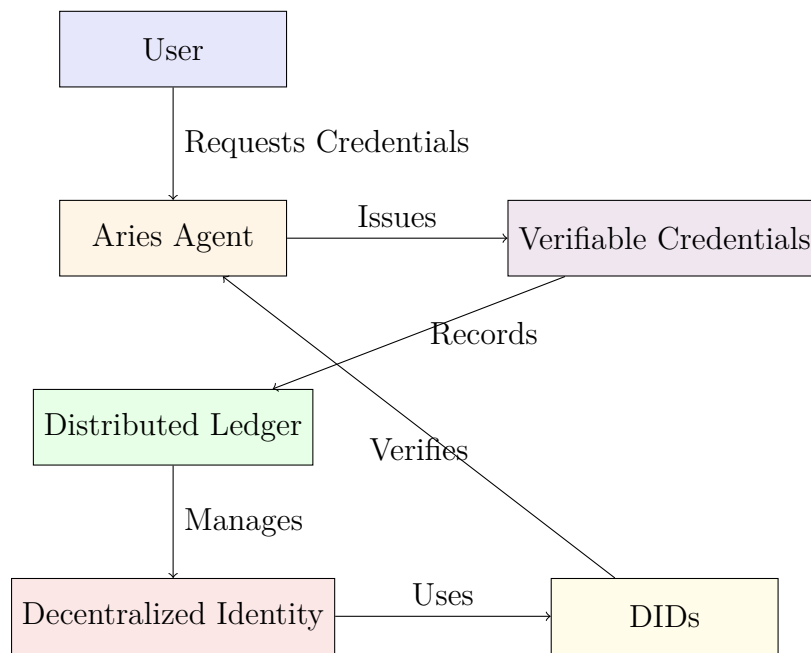 User
Requests Credentials
Aries Agent
Issues
Verifiable Credentials
Records
Distributed Ledger
Verifies
Manages
Decentralized Identity
Uses
DIDs